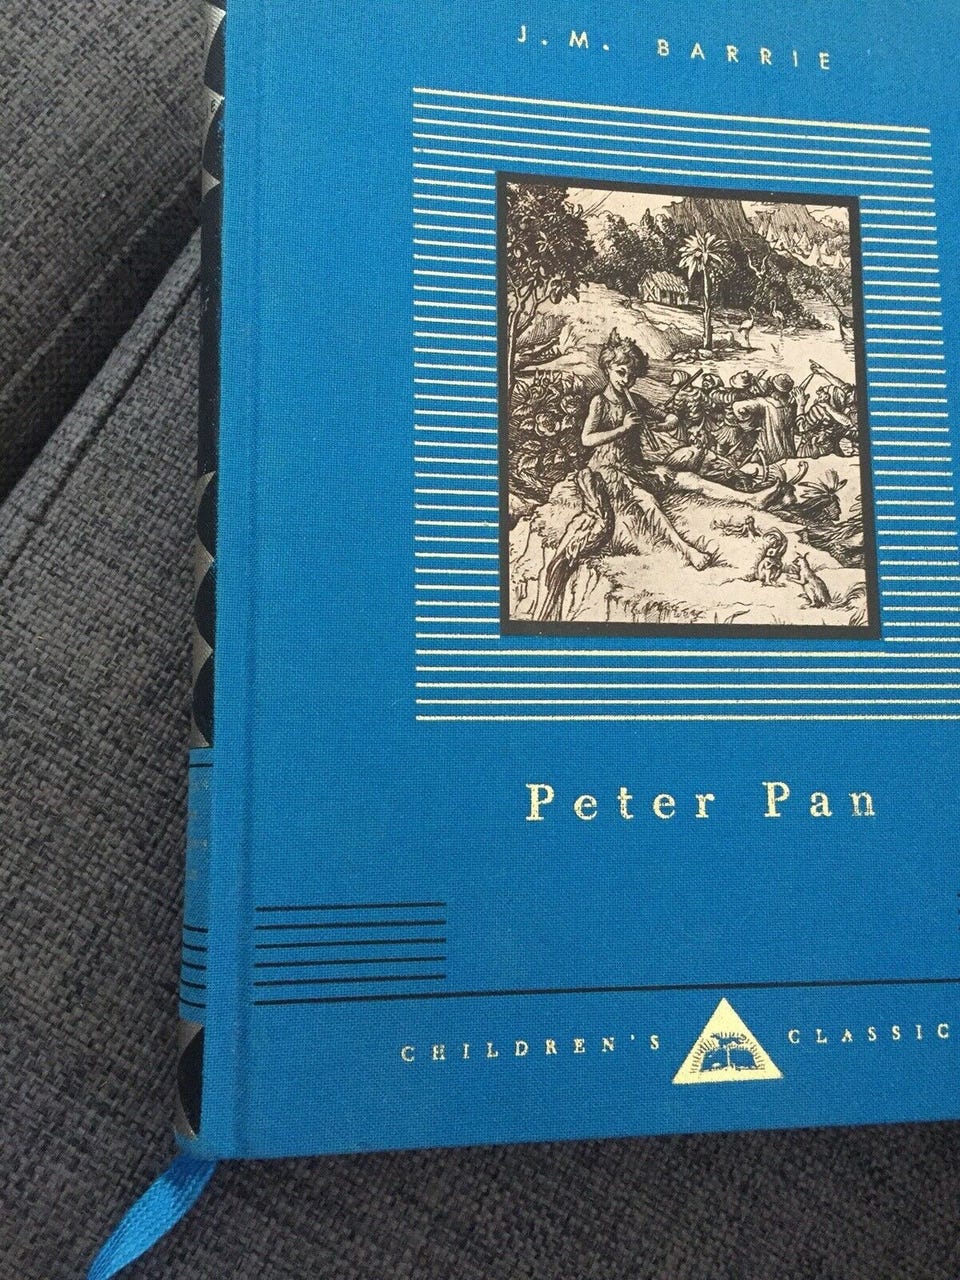 J. M. BARRIE
Peter Pan
CHILDREN'S CLASSIC